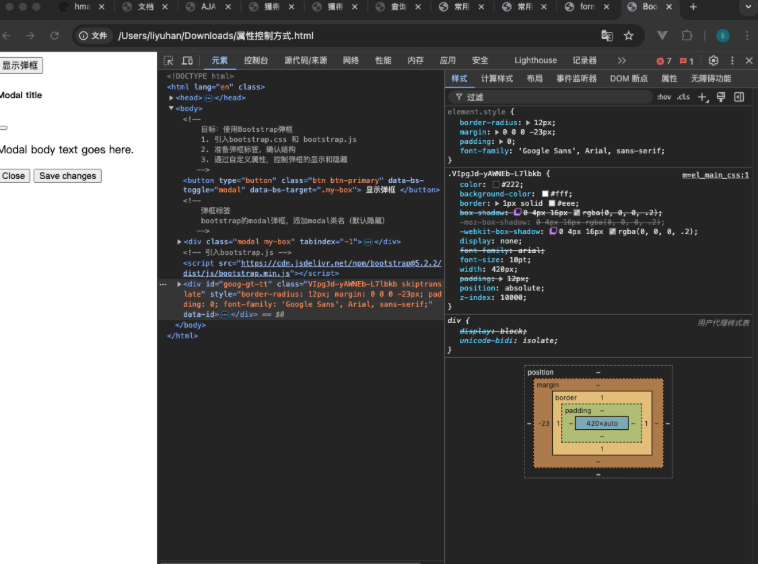 hma
文档
AJA
獲術
獲術
查询
常用
常用
form
Boo
文件
/Users/liyuhan/Downloads/属性控制方式.html
显示弹框
Modal title
Modal body text goes here.
Close
Save changes
元素
控制台
源代码/来源
网络
性能
内存
应用
安全
Lighthouse
记录器
7
1
<!DOCTYPE html>
<html lang="en" class>
<head> </head>
<body>
<!--
目标：使用Bootstrap弹框
1. 引入bootstrap.css 和 bootstrap.js
2. 准备弹框标签，确认结构
3. 通过自定义属性，控制弹框的显示和隐藏
-->
<button type="button" class="btn btn-primary" data-bs-
toggle="modal" data-bs-target=".my-box"> 显示弹框 </button>
<!--
弹框标签
bootstrap的modal弹框，添加modal类名（默认隐藏）
-->
<div class="modal my-box" tabindex="-1"> </div>
<!-- 引入bootstrap.js -->
<script src="https://cdn.jsdelivr.net/npm/bootstrap@5.2.2/
dist/js/bootstrap.min.js"></script>
<div id="goog-gt-tt" class="VIpgJd-yAWNEb-L7lbkb skiptrans
late" style="border-radius: 12px; margin: 0 0 0 -23px; pad
ding: 0; font-family: 'Google Sans', Arial, sans-serif;"
data-id> </div> == $0
</body>
</html>
样式
计算样式
布局
事件监听器
DOM 断点
属性
无障碍功能
过滤
:hov
.cls
element.style {
border-radius: 12px;
margin: 0 0 0 -23px;
padding: 0;
font-family: 'Google Sans', Arial, sans-serif;
}
.VIpgJd-yAWNEb-L7lbkb {
m=el_main_css:1
color: #222;
background-color: #fff;
border: 1px solid #eee;
box-shadow: 0 4px 16px rgba(0, 0, 0, .2);
-moz-box-shadow: 0 4px 16px rgba(0, 0, 0, .2);
-webkit-box-shadow: 0 4px 16px rgba(0, 0, 0, .2);
display: none;
font-family: arial;
font-size: 10pt;
width: 420px;
padding: 12px;
position: absolute;
z-index: 10000;
}
div {
用户代理样式表
display: block;
unicode-bidi: isolate;
}
position
margin
border
1
padding
-23
1
420×auto
1
1